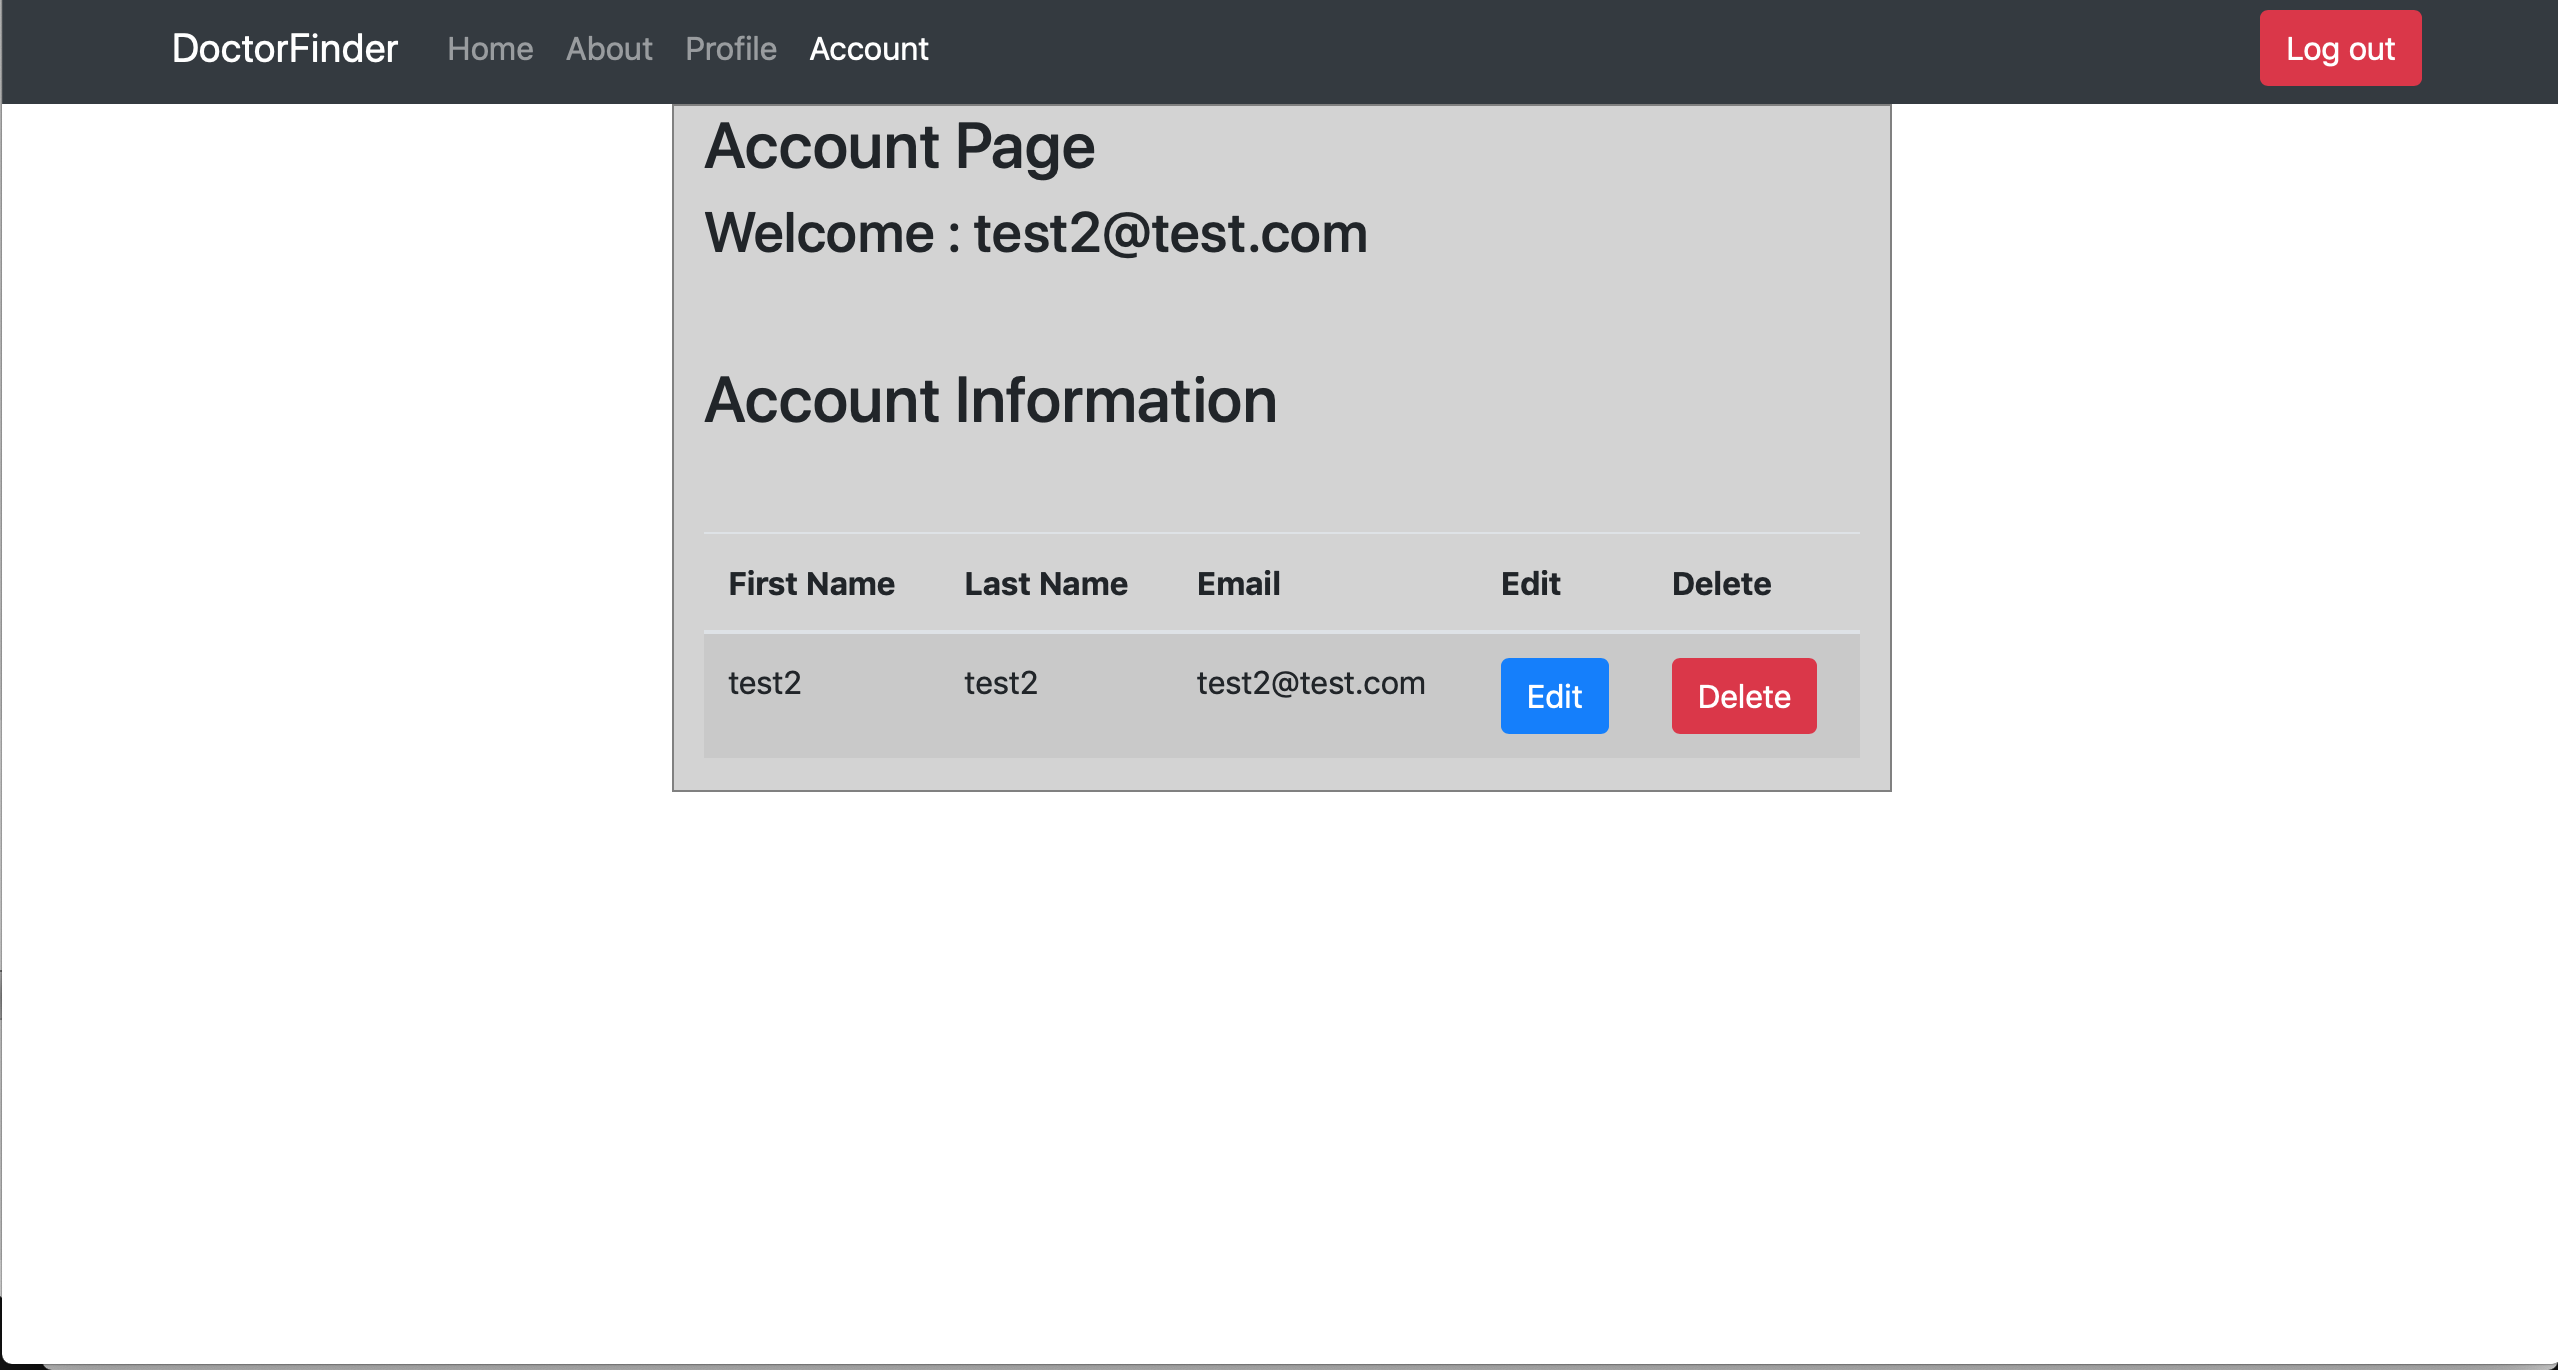 DoctorFinder Home About Profile Account Log out
Account Page
Welcome : test2@test.com
Account Information
First Name Last Name Email Edit Delete
test2 test2 test2@test.com Edit Delete